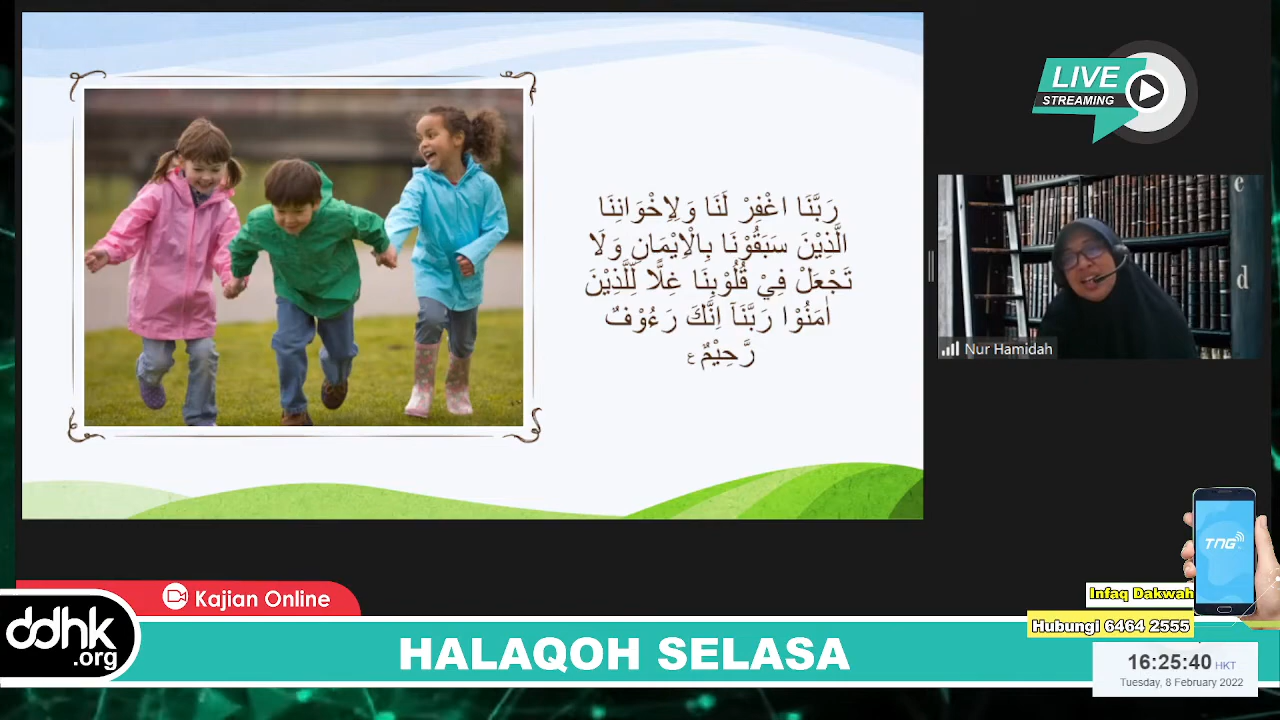 رَبَّنَا اغْفِرْ لَنَا وَلِاِخْوَانِنَا
الَّذِيْنَ سَبَقُوْنَا بِالْاِيْمَانِ وَلَا
تَجْعَلْ فِيْ قُلُوْبِنَا غِلًّا لِّلَّذِيْنَ
اٰمَنُوْا رَبَّنَآ اِنَّكَ رَءُوْفٌ
رَّحِيْمٌ ࣖ
LIVE
STREAMING
e
d
Nur Hamidah
TNG
Infaq Dakwah
Hubungi 6464 2555
Kajian Online
ddhk
.org
HALAQOH SELASA
16:25:40 HKT
Tuesday, 8 February 2022